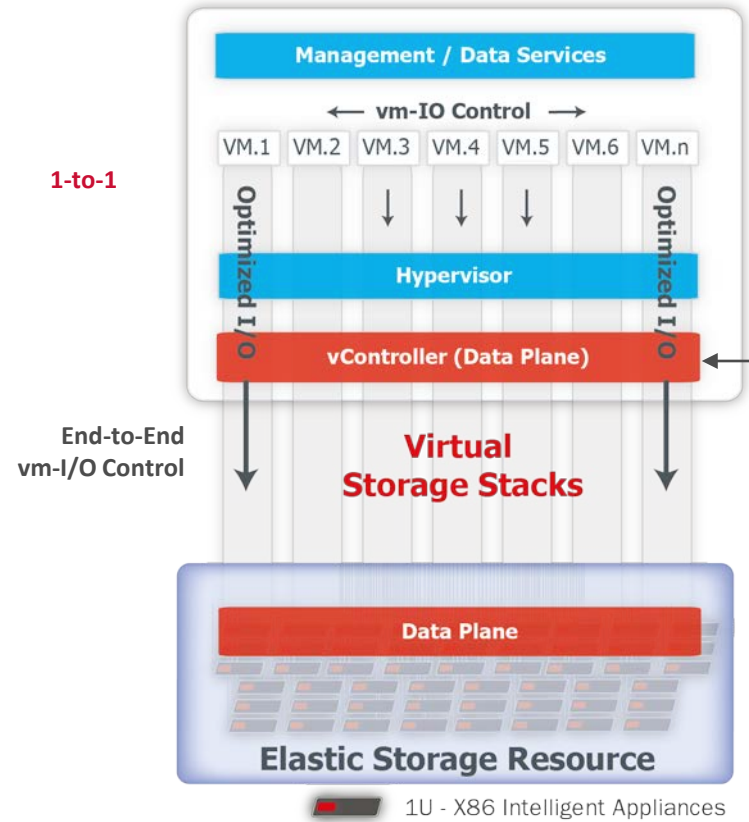 Management / Data Services
vm-IO Control
VM.1 VM.2 VM.3 VM.4 VM.5 VM.6 VM.n
1-to-1
Optimized I/O
Optimized I/O
Hypervisor
vController (Data Plane)
End-to-End
vm-I/O Control
Virtual
Storage Stacks
Data Plane
Elastic Storage Resource
1U - X86 Intelligent Appliances